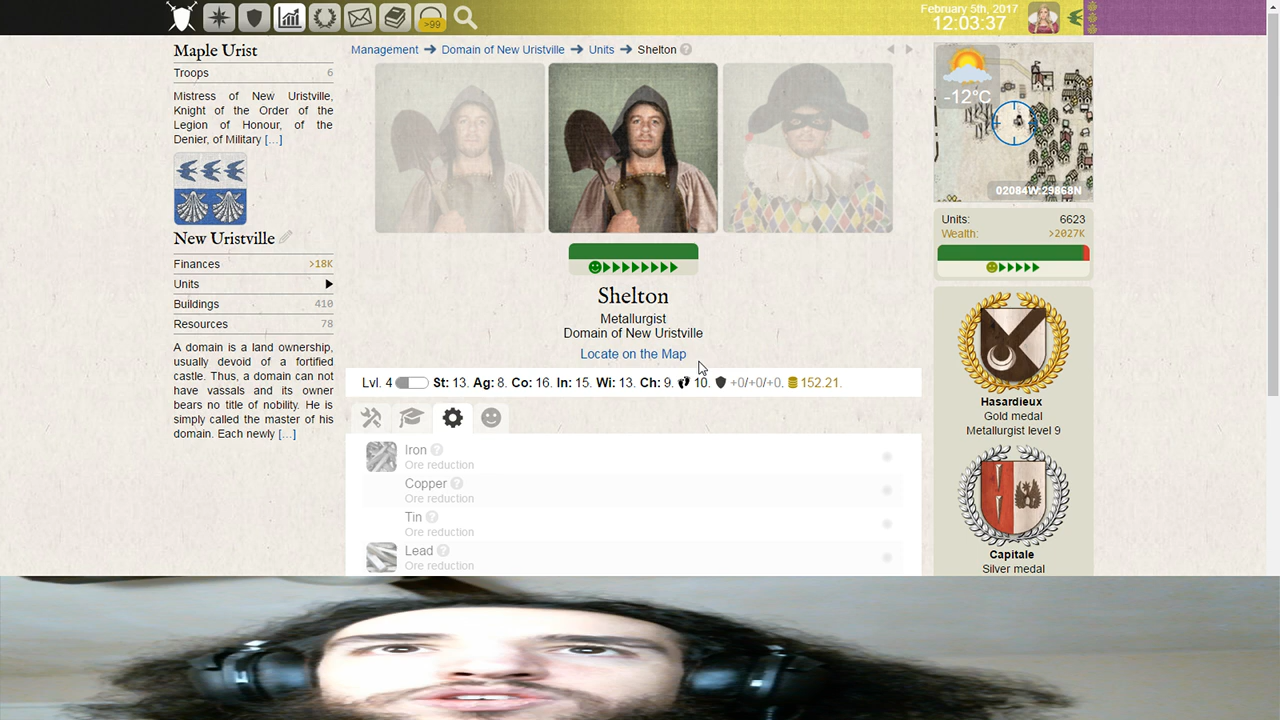 >99
February 5th, 2017
12:03:37
Maple Urist
Troops 6
Mistress of New Uristville,
Knight of the Order of the
Legion of Honour, of the
Denier, of Military [...]
New Uristville
Finances >18K
Units
Buildings 410
Resources 78
A domain is a land ownership,
usually devoid of a fortified
castle. Thus, a domain can not
have vassals and its owner
bears no title of nobility. He is
simply called the master of his
domain. Each newly [...]
Management → Domain of New Uristville → Units → Shelton ?
Shelton
Metallurgist
Domain of New Uristville
Locate on the Map
Lvl. 4 St: 13. Ag: 8. Co: 16. In: 15. Wi: 13. Ch: 9. 10. +0/+0/+0. 152.21.
Iron ?
Ore reduction
Copper ?
Ore reduction
Tin ?
Ore reduction
Lead ?
Ore reduction
-12°C
02084W:29868N
Units: 6623
Wealth: >2027K
Hasardieux
Gold medal
Metallurgist level 9
Capitale
Silver medal